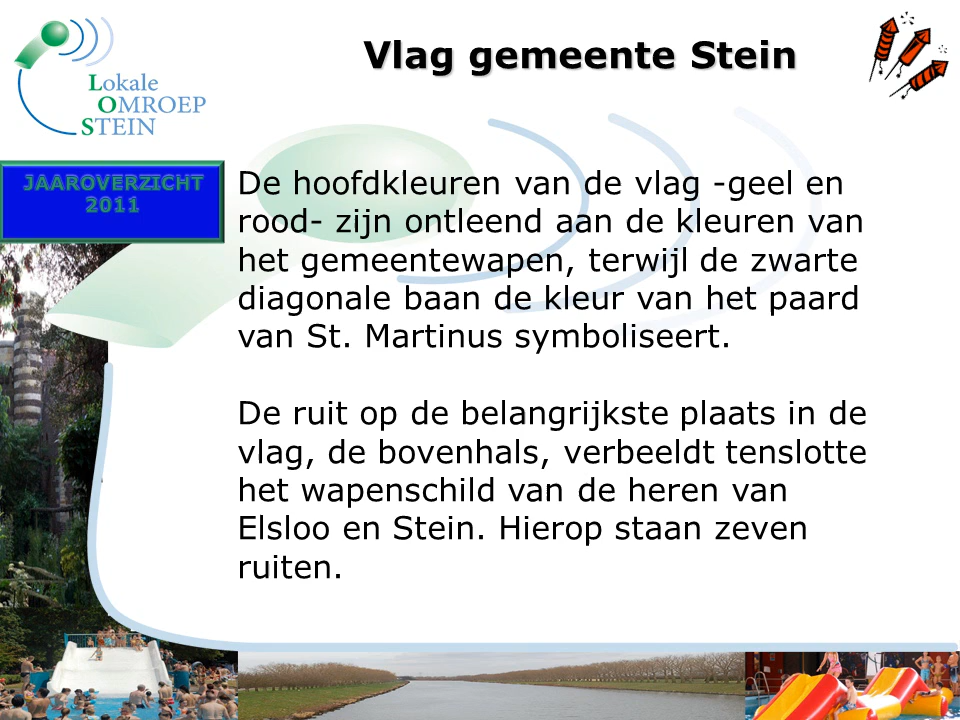 Vlag gemeente Stein
Lokale
OMROEP
STEIN
JAAROVERZICHT
2011
De hoofdkleuren van de vlag -geel en
rood- zijn ontleend aan de kleuren van
het gemeentewapen, terwijl de zwarte
diagonale baan de kleur van het paard
van St. Martinus symboliseert.
De ruit op de belangrijkste plaats in de
vlag, de bovenhals, verbeeldt tenslotte
het wapenschild van de heren van
Elsloo en Stein. Hierop staan zeven
ruiten.